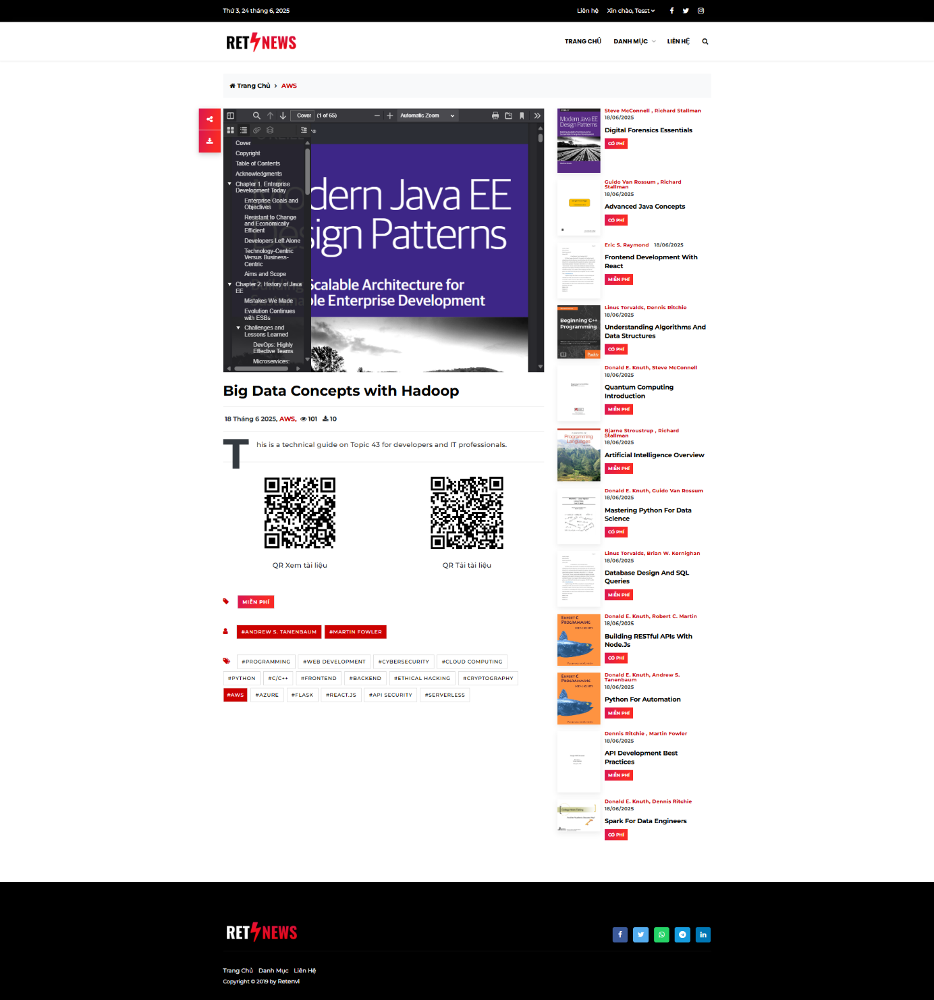 Thứ 3, 24 tháng 6, 2025
Liên hệ Xin chào, Tesst
RET NEWS
TRANG CHỦ DANH MỤC LIÊN HỆ
Trang Chủ > AWS
Cover (1 of 65) Automatic Zoom
Cover
Copyright
Table of Contents
Acknowledgments
Chapter 1. Enterprise
Development Today
Enterprise Goals and
Objectives
Resistant to Change
and Economically
Efficient
Developers Left Alone
Technology-Centric
Versus Business-
Centric
Aims and Scope
Chapter 2. History of Java
EE
Mistakes We Made
Evolution Continues
with ESBs
Challenges and
Lessons Learned
DevOps: Highly
Effective Teams
Microservices:
Modern Java EE
Design Patterns
Building Scalable Architecture for
Sustainable Enterprise Development
Big Data Concepts with Hadoop
18 Tháng 6 2025, AWS, 101 10
This is a technical guide on Topic 43 for developers and IT professionals.
QR Xem tài liệu
QR Tải tài liệu
MIỄN PHÍ
#ANDREW S. TANENBAUM #MARTIN FOWLER
#PROGRAMMING #WEB DEVELOPMENT #CYBERSECURITY #CLOUD COMPUTING
#PYTHON #C/C++ #FRONTEND #BACKEND #ETHICAL HACKING #CRYPTOGRAPHY
#AWS #AZURE #FLASK #REACT.JS #API SECURITY #SERVERLESS
Modern Java EE
Design Patterns
Steve McConnell , Richard Stallman
18/06/2025
Digital Forensics Essentials
CÓ PHÍ
Guido Van Rossum , Richard
Stallman
18/06/2025
Advanced Java Concepts
CÓ PHÍ
Eric S. Raymond 18/06/2025
Frontend Development With
React
MIỄN PHÍ
Beginning C++
Programming
Packt
Linus Torvalds, Dennis Ritchie
18/06/2025
Understanding Algorithms And
Data Structures
CÓ PHÍ
Donald E. Knuth, Steve McConnell
18/06/2025
Quantum Computing
Introduction
MIỄN PHÍ
CONCEPTS OF
Programming
Languages
Bjarne Stroustrup , Richard
Stallman
18/06/2025
Artificial Intelligence Overview
MIỄN PHÍ
Donald E. Knuth, Guido Van Rossum
18/06/2025
Mastering Python For Data
Science
CÓ PHÍ
Linus Torvalds, Brian W. Kernighan
18/06/2025
Database Design And SQL
Queries
MIỄN PHÍ
EXPERT C
PROGRAMMING
Donald E. Knuth, Robert C. Martin
18/06/2025
Building RESTful APIs With
Node.Js
CÓ PHÍ
EXPERT C
PROGRAMMING
Donald E. Knuth, Andrew S.
Tanenbaum
18/06/2025
Python For Automation
MIỄN PHÍ
Dennis Ritchie , Martin Fowler
18/06/2025
API Development Best
Practices
MIỄN PHÍ
Donald E. Knuth, Dennis Ritchie
18/06/2025
Spark For Data Engineers
CÓ PHÍ
RET NEWS
Trang Chủ Danh Mục Liên Hệ
Copyright © 2019 by Retenvi